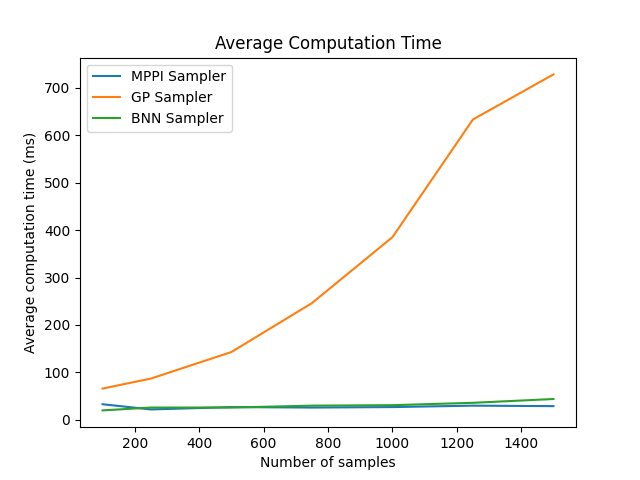 Average Computation Time
MPPI Sampler
GP Sampler
BNN Sampler
Average computation time (ms)
700
600
500
400
300
200
100
0
200
400
600
800
1000
1200
1400
Number of samples